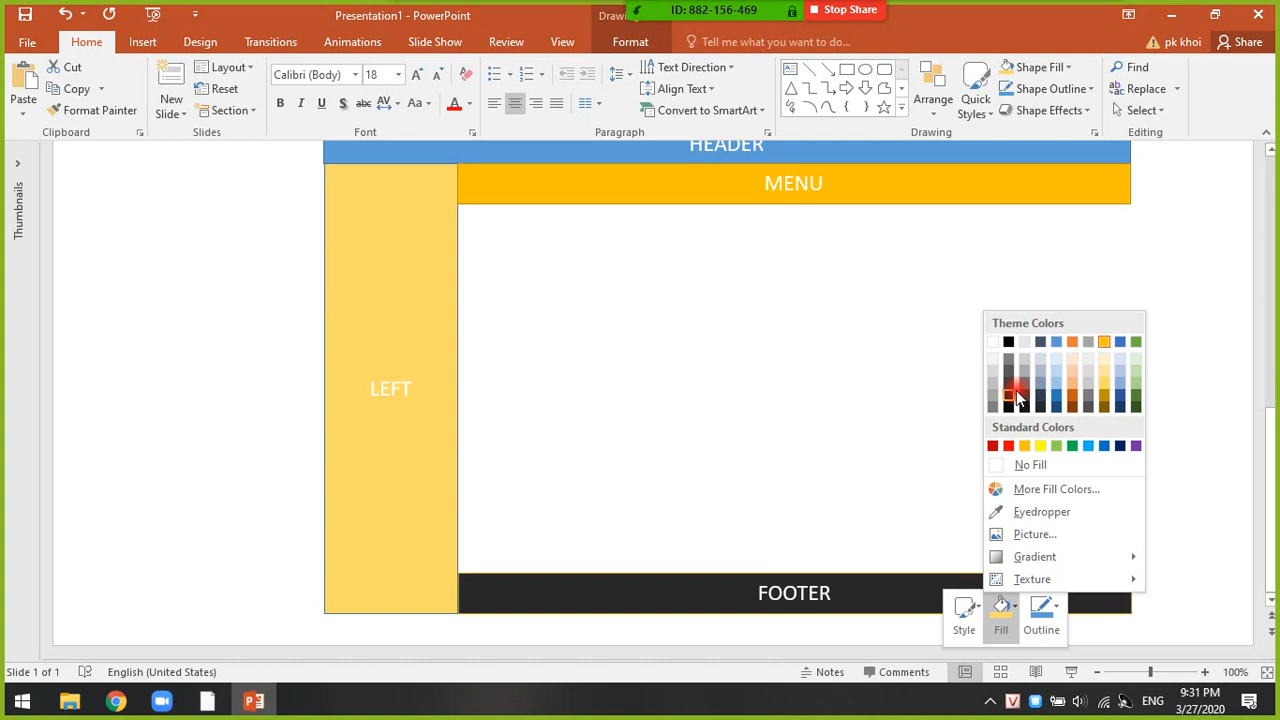 Presentation1 - PowerPoint
Drawing
ID: 882-156-469
Stop Share
File
Home
Insert
Design
Transitions
Animations
Slide Show
Review
View
Format
Tell me what you want to do...
pk khoi
Share
Paste
Cut
Copy
Format Painter
Clipboard
New
Slide
Layout
Reset
Section
Slides
Calibri (Body)
18
B I U S abc AV Aa A
Font
Text Direction
Align Text
Convert to SmartArt
Paragraph
Arrange
Quick
Styles
Shape Fill
Shape Outline
Shape Effects
Drawing
Find
Replace
Select
Editing
Thumbnails
HEADER
MENU
LEFT
FOOTER
Theme Colors
Standard Colors
No Fill
More Fill Colors...
Eyedropper
Picture...
Gradient
Texture
Style
Fill
Outline
Slide 1 of 1
English (United States)
Notes
Comments
100%
ENG
9:31 PM
3/27/2020